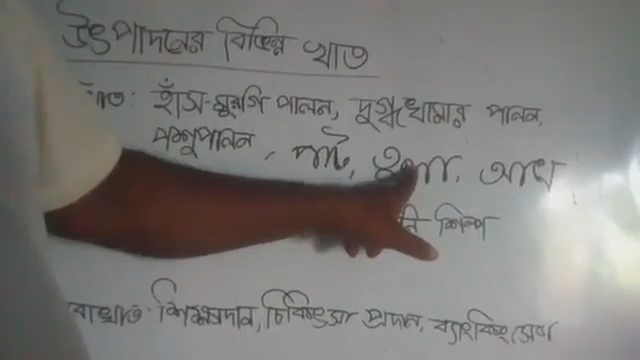 উৎপাদনের বিভিন্ন খাত
খাত: হাঁস-মুরগি পালন, দুগ্ধখামার পালন,
পশুপালন, পাট, তুলা, আখ
শিল্প
শিক্ষাদান, চিকিৎসা প্রদান, ব্যাংকিং সেবা